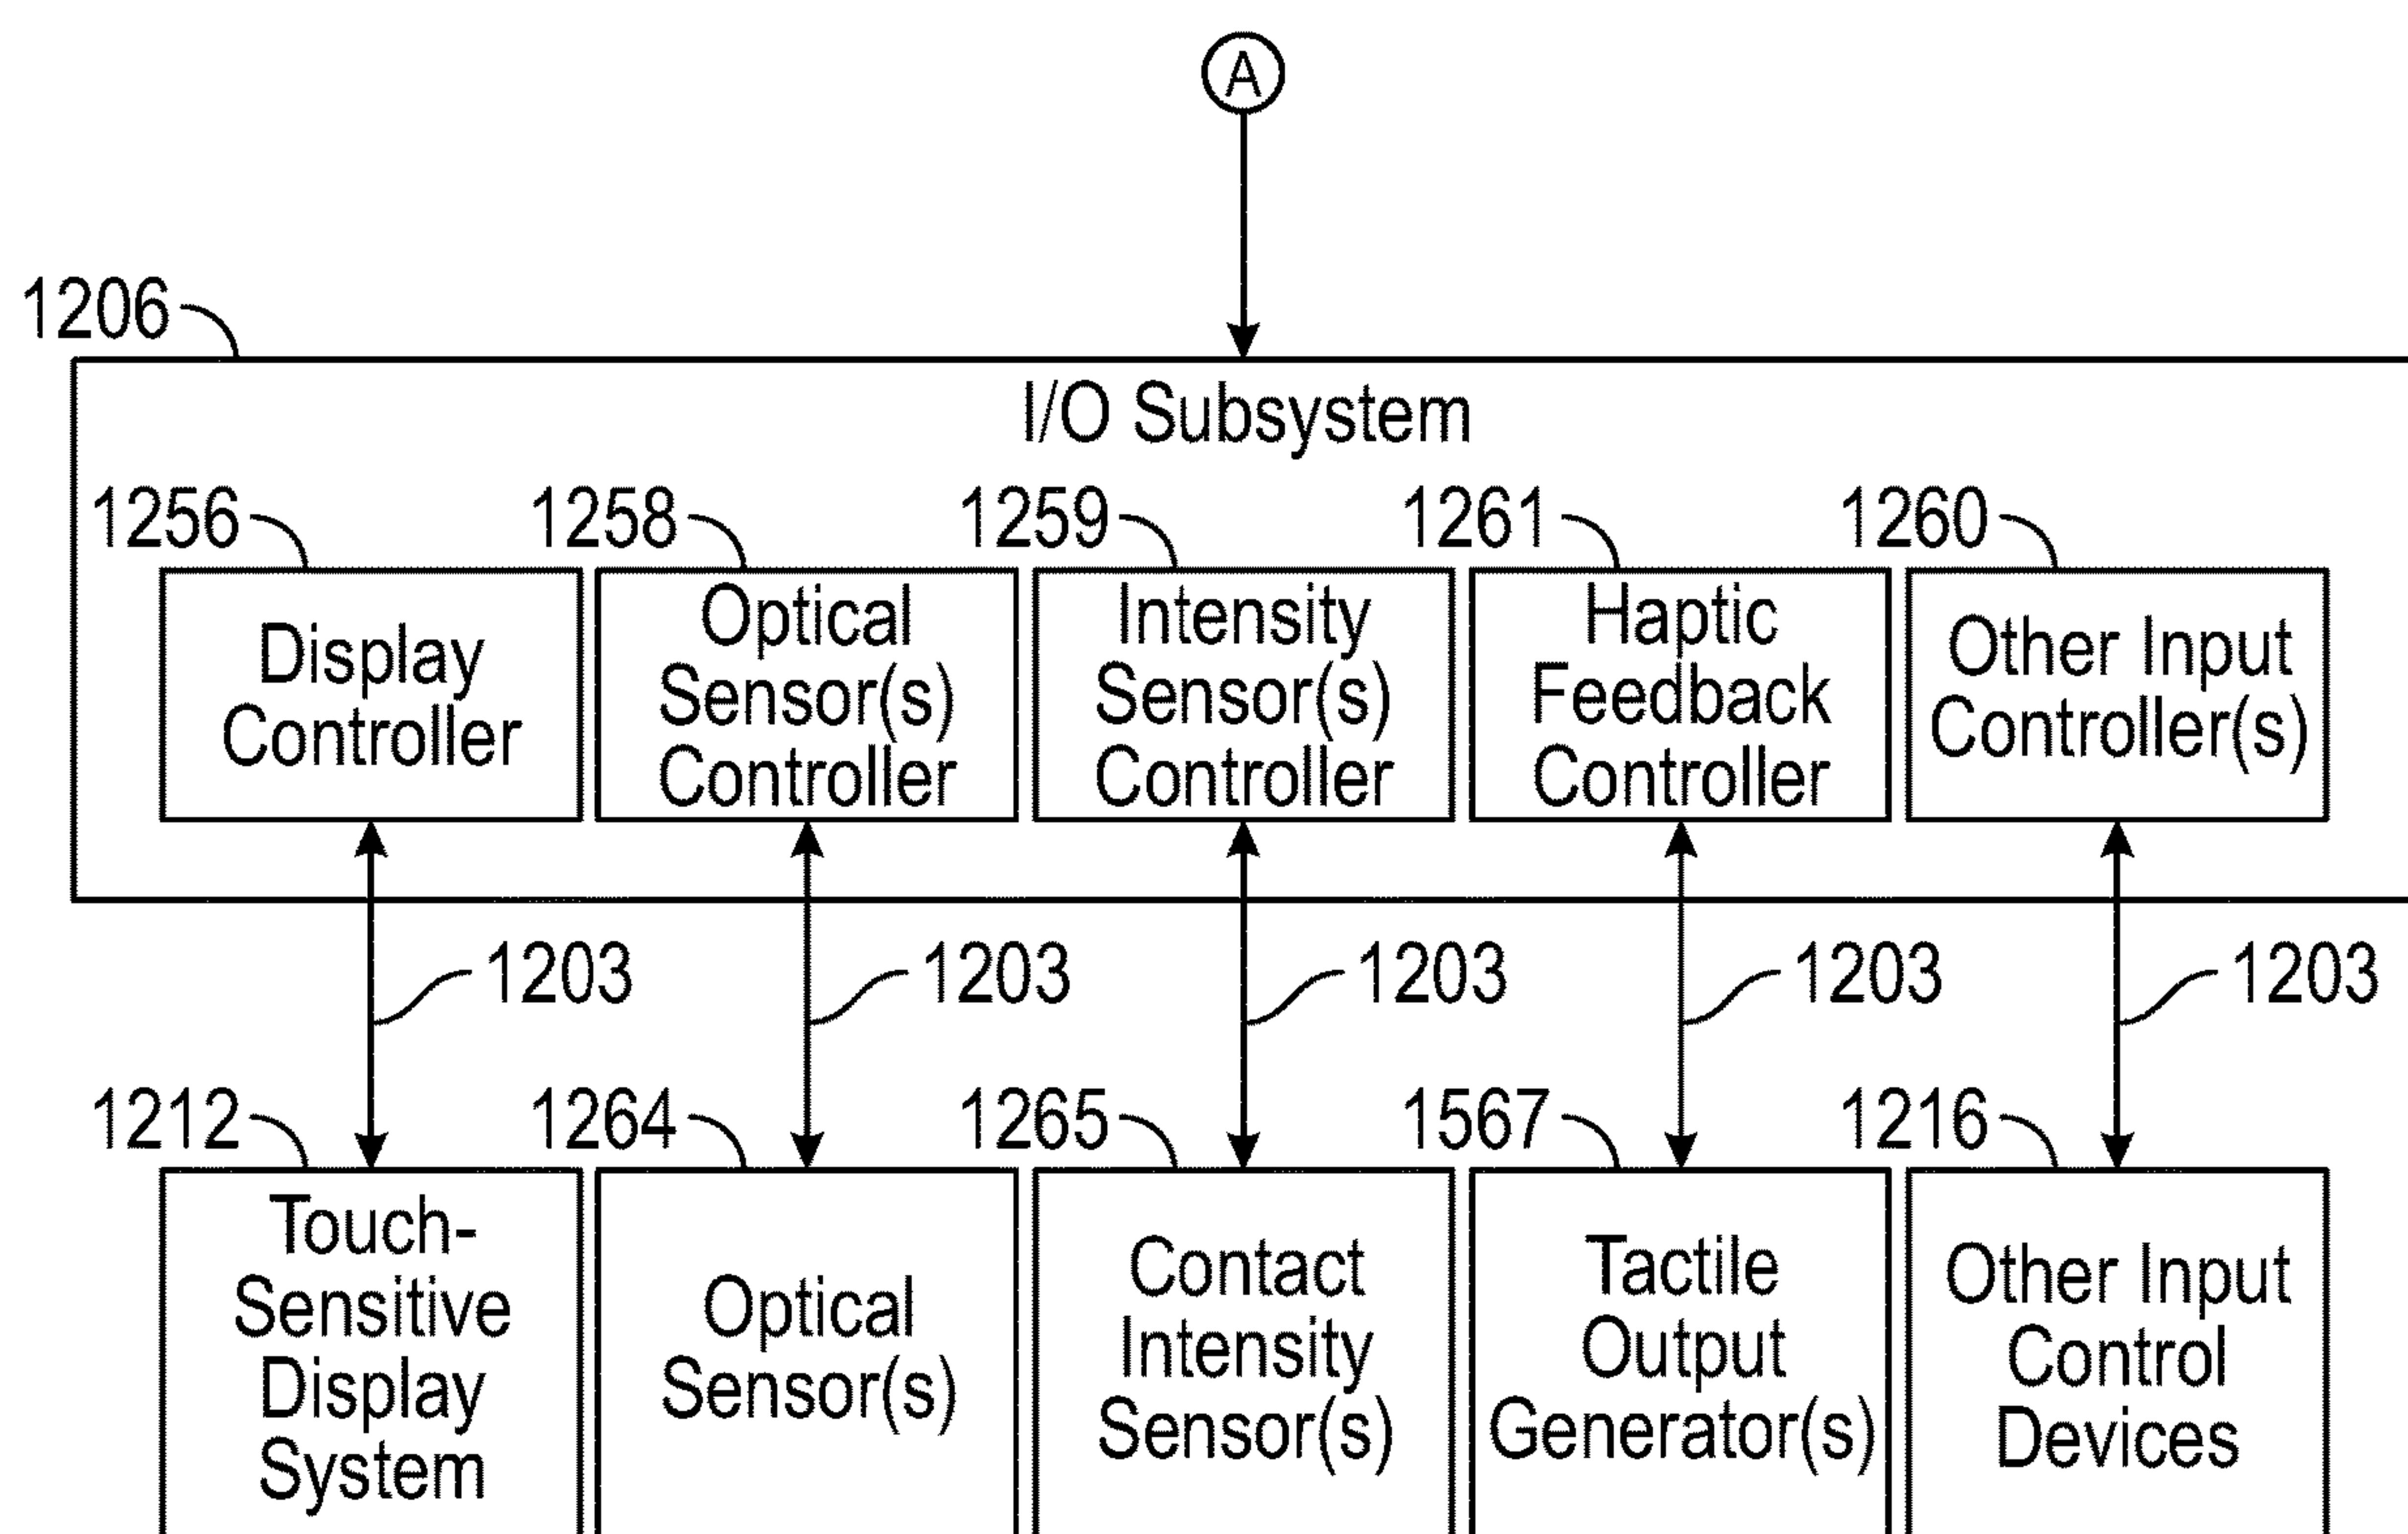 A
1206
I/O Subsystem
1256
1258
1259
1261
1260
Display
Controller
Optical
Sensor(s)
Controller
Intensity
Sensor(s)
Controller
Haptic
Feedback
Controller
Other Input
Controller(s)
1203
1203
1203
1203
1203
1212
1264
1265
1567
1216
Touch-
Sensitive
Display
System
Optical
Sensor(s)
Contact
Intensity
Sensor(s)
Tactile
Output
Generator(s)
Other Input
Control
Devices